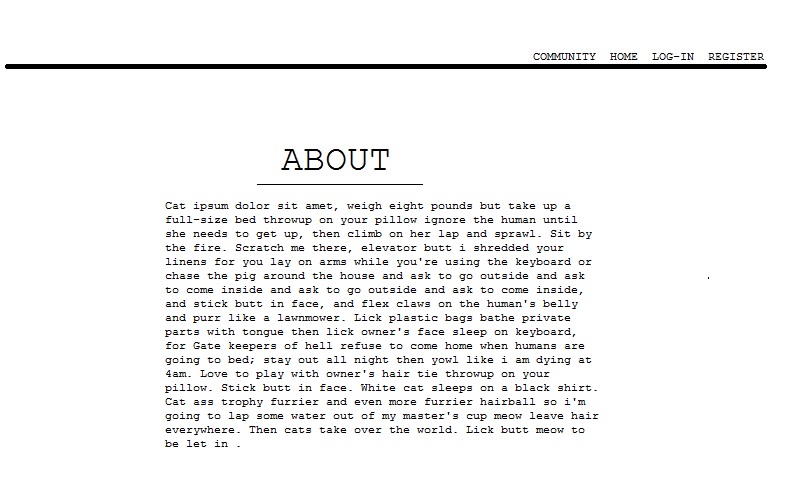 COMMUNITY HOME LOG-IN REGISTER
ABOUT
Cat ipsum dolor sit amet, weigh eight pounds but take up a
full-size bed throwup on your pillow ignore the human until
she needs to get up, then climb on her lap and sprawl. Sit by
the fire. Scratch me there, elevator butt i shredded your
linens for you lay on arms while you're using the keyboard or
chase the pig around the house and ask to go outside and ask
to come inside and ask to go outside and ask to come inside,
and stick butt in face, and flex claws on the human's belly
and purr like a lawnmower. Lick plastic bags bathe private
parts with tongue then lick owner's face sleep on keyboard,
for Gate keepers of hell refuse to come home when humans are
going to bed; stay out all night then yowl like i am dying at
4am. Love to play with owner's hair tie throwup on your
pillow. Stick butt in face. White cat sleeps on a black shirt.
Cat ass trophy furrier and even more furrier hairball so i'm
going to lap some water out of my master's cup meow leave hair
everywhere. Then cats take over the world. Lick butt meow to
be let in .